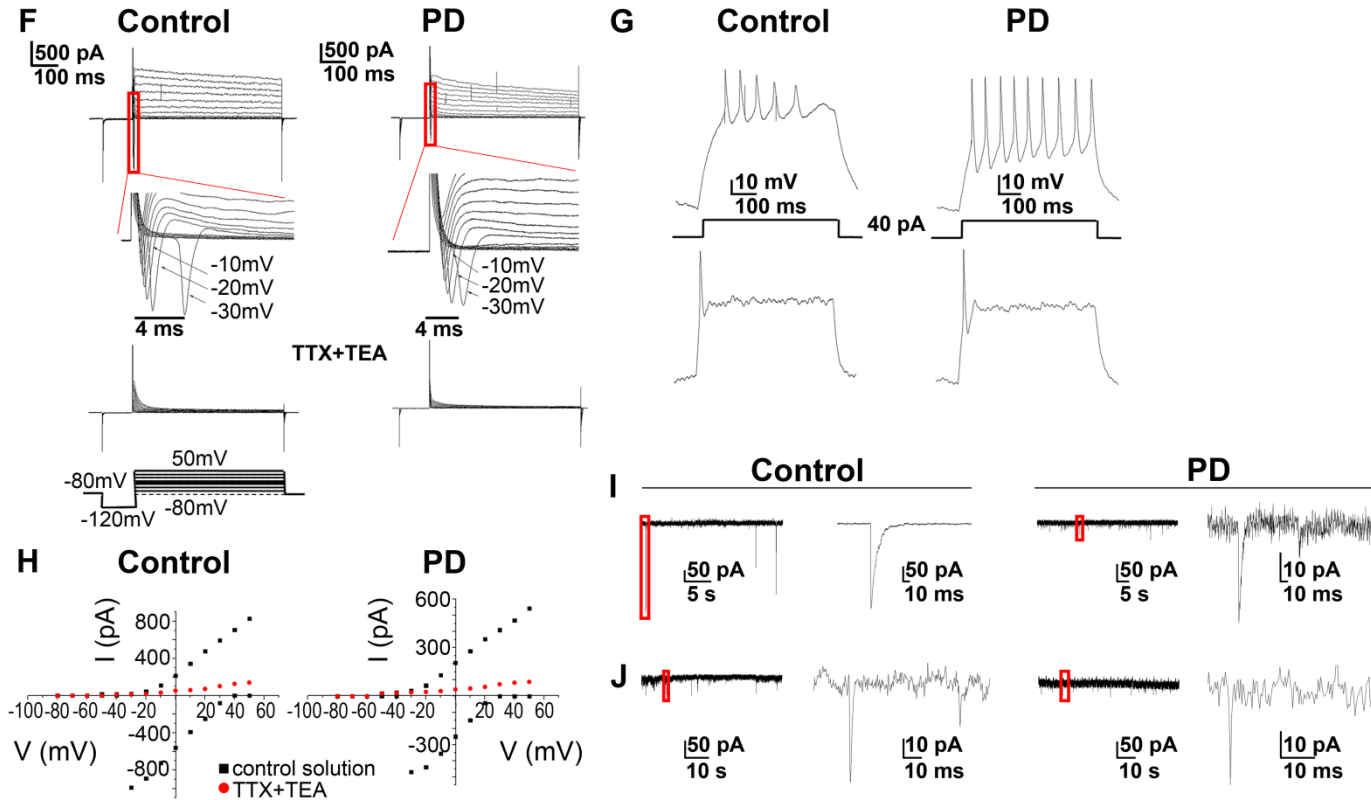 F
Control
PD
500 pA
100 ms
500 pA
100 ms
-10mV
-20mV
-30mV
4 ms
-10mV
-20mV
-30mV
4 ms
TTX+TEA
50mV
-80mV
-80mV
-120mV
G
Control
PD
10 mV
100 ms
10 mV
100 ms
40 pA
H
Control
PD
I (pA)
800
400
-100
-80
-60
-40
-20
20
40
60
-400
-800
V (mV)
I (pA)
600
300
-100
-80
-60
-40
-20
20
40
60
-300
V (mV)
control solution
TTX+TEA
Control
PD
I
50 pA
5 s
50 pA
10 ms
50 pA
5 s
10 pA
10 ms
J
50 pA
10 s
10 pA
10 ms
50 pA
10 s
10 pA
10 ms